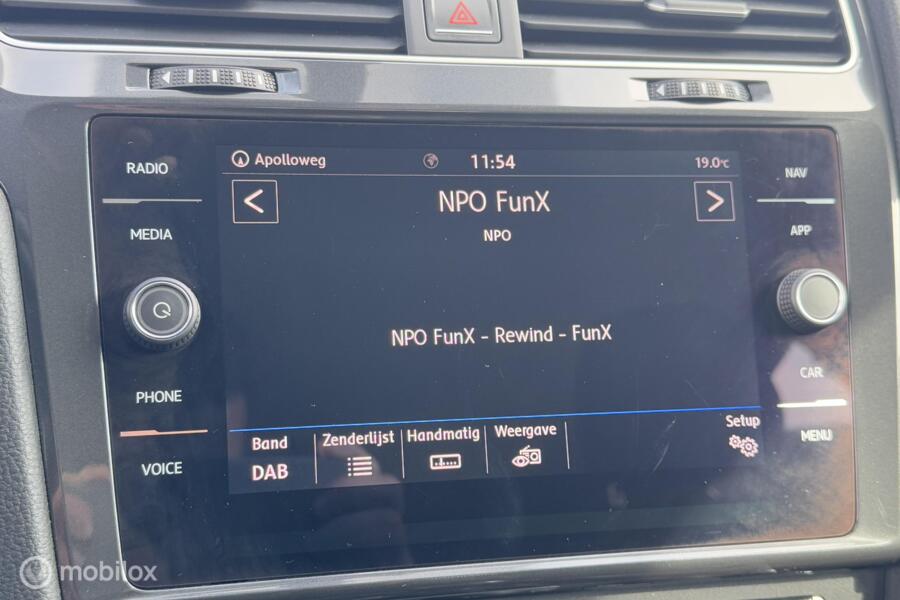 RADIO
MEDIA
PHONE
VOICE
Apolloweg
11:54
19.0°C
NPO FunX
NPO
NPO FunX - Rewind - FunX
Band
DAB
Zenderlijst
Handmatig
Weergave
Setup
NAV
APP
CAR
MENU
mobilox